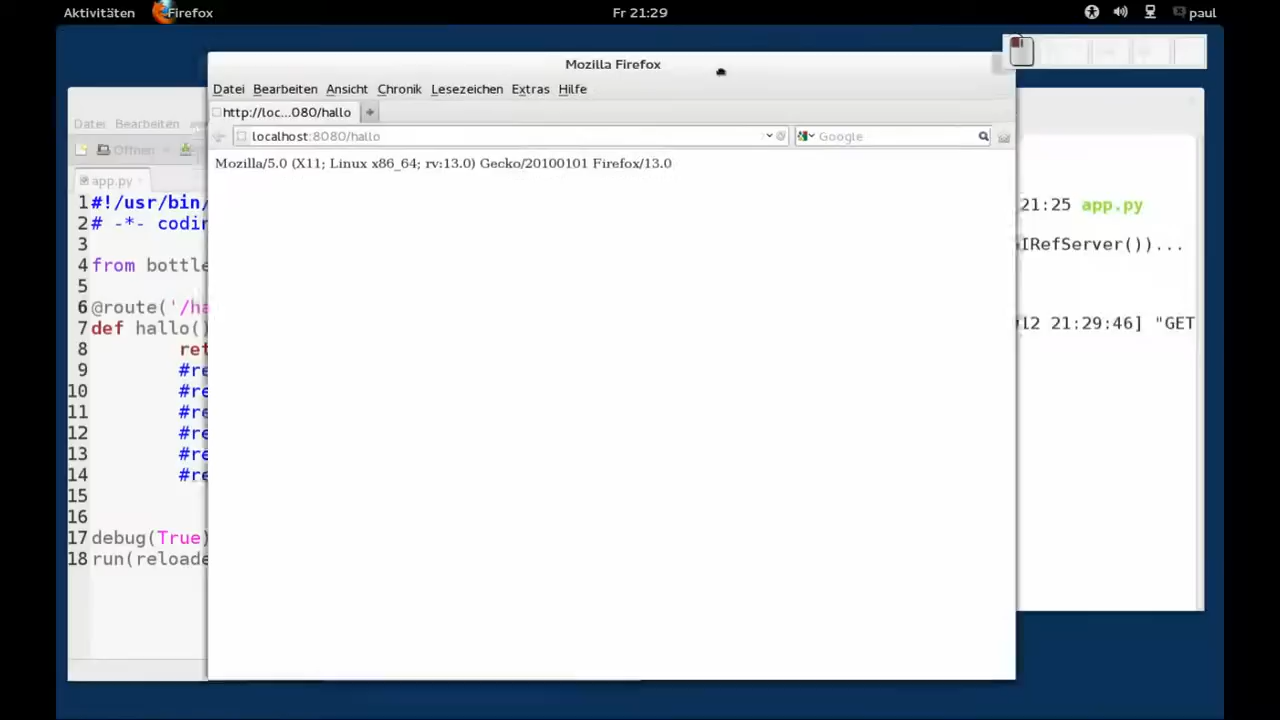 Aktivitäten Firefox Fr 21:29 paul
Mozilla Firefox
Datei Bearbeiten Ansicht Chronik Lesezeichen Extras Hilfe
http://loc...080/hallo
localhost:8080/hallo Google
Mozilla/5.0 (X11; Linux x86_64; rv:13.0) Gecko/20100101 Firefox/13.0
Datei Bearbeiten
Öffnen
app.py
1 #!/usr/bin/
2 # -*- codin
3
4 from bottle
5
6 @route('/ha
7 def hallo()
8 ret
9 #re
10 #re
11 #re
12 #re
13 #re
14 #re
15
16
17 debug(True)
18 run(reloade
21:25 app.py
IRefServer())...
12 21:29:46] "GET